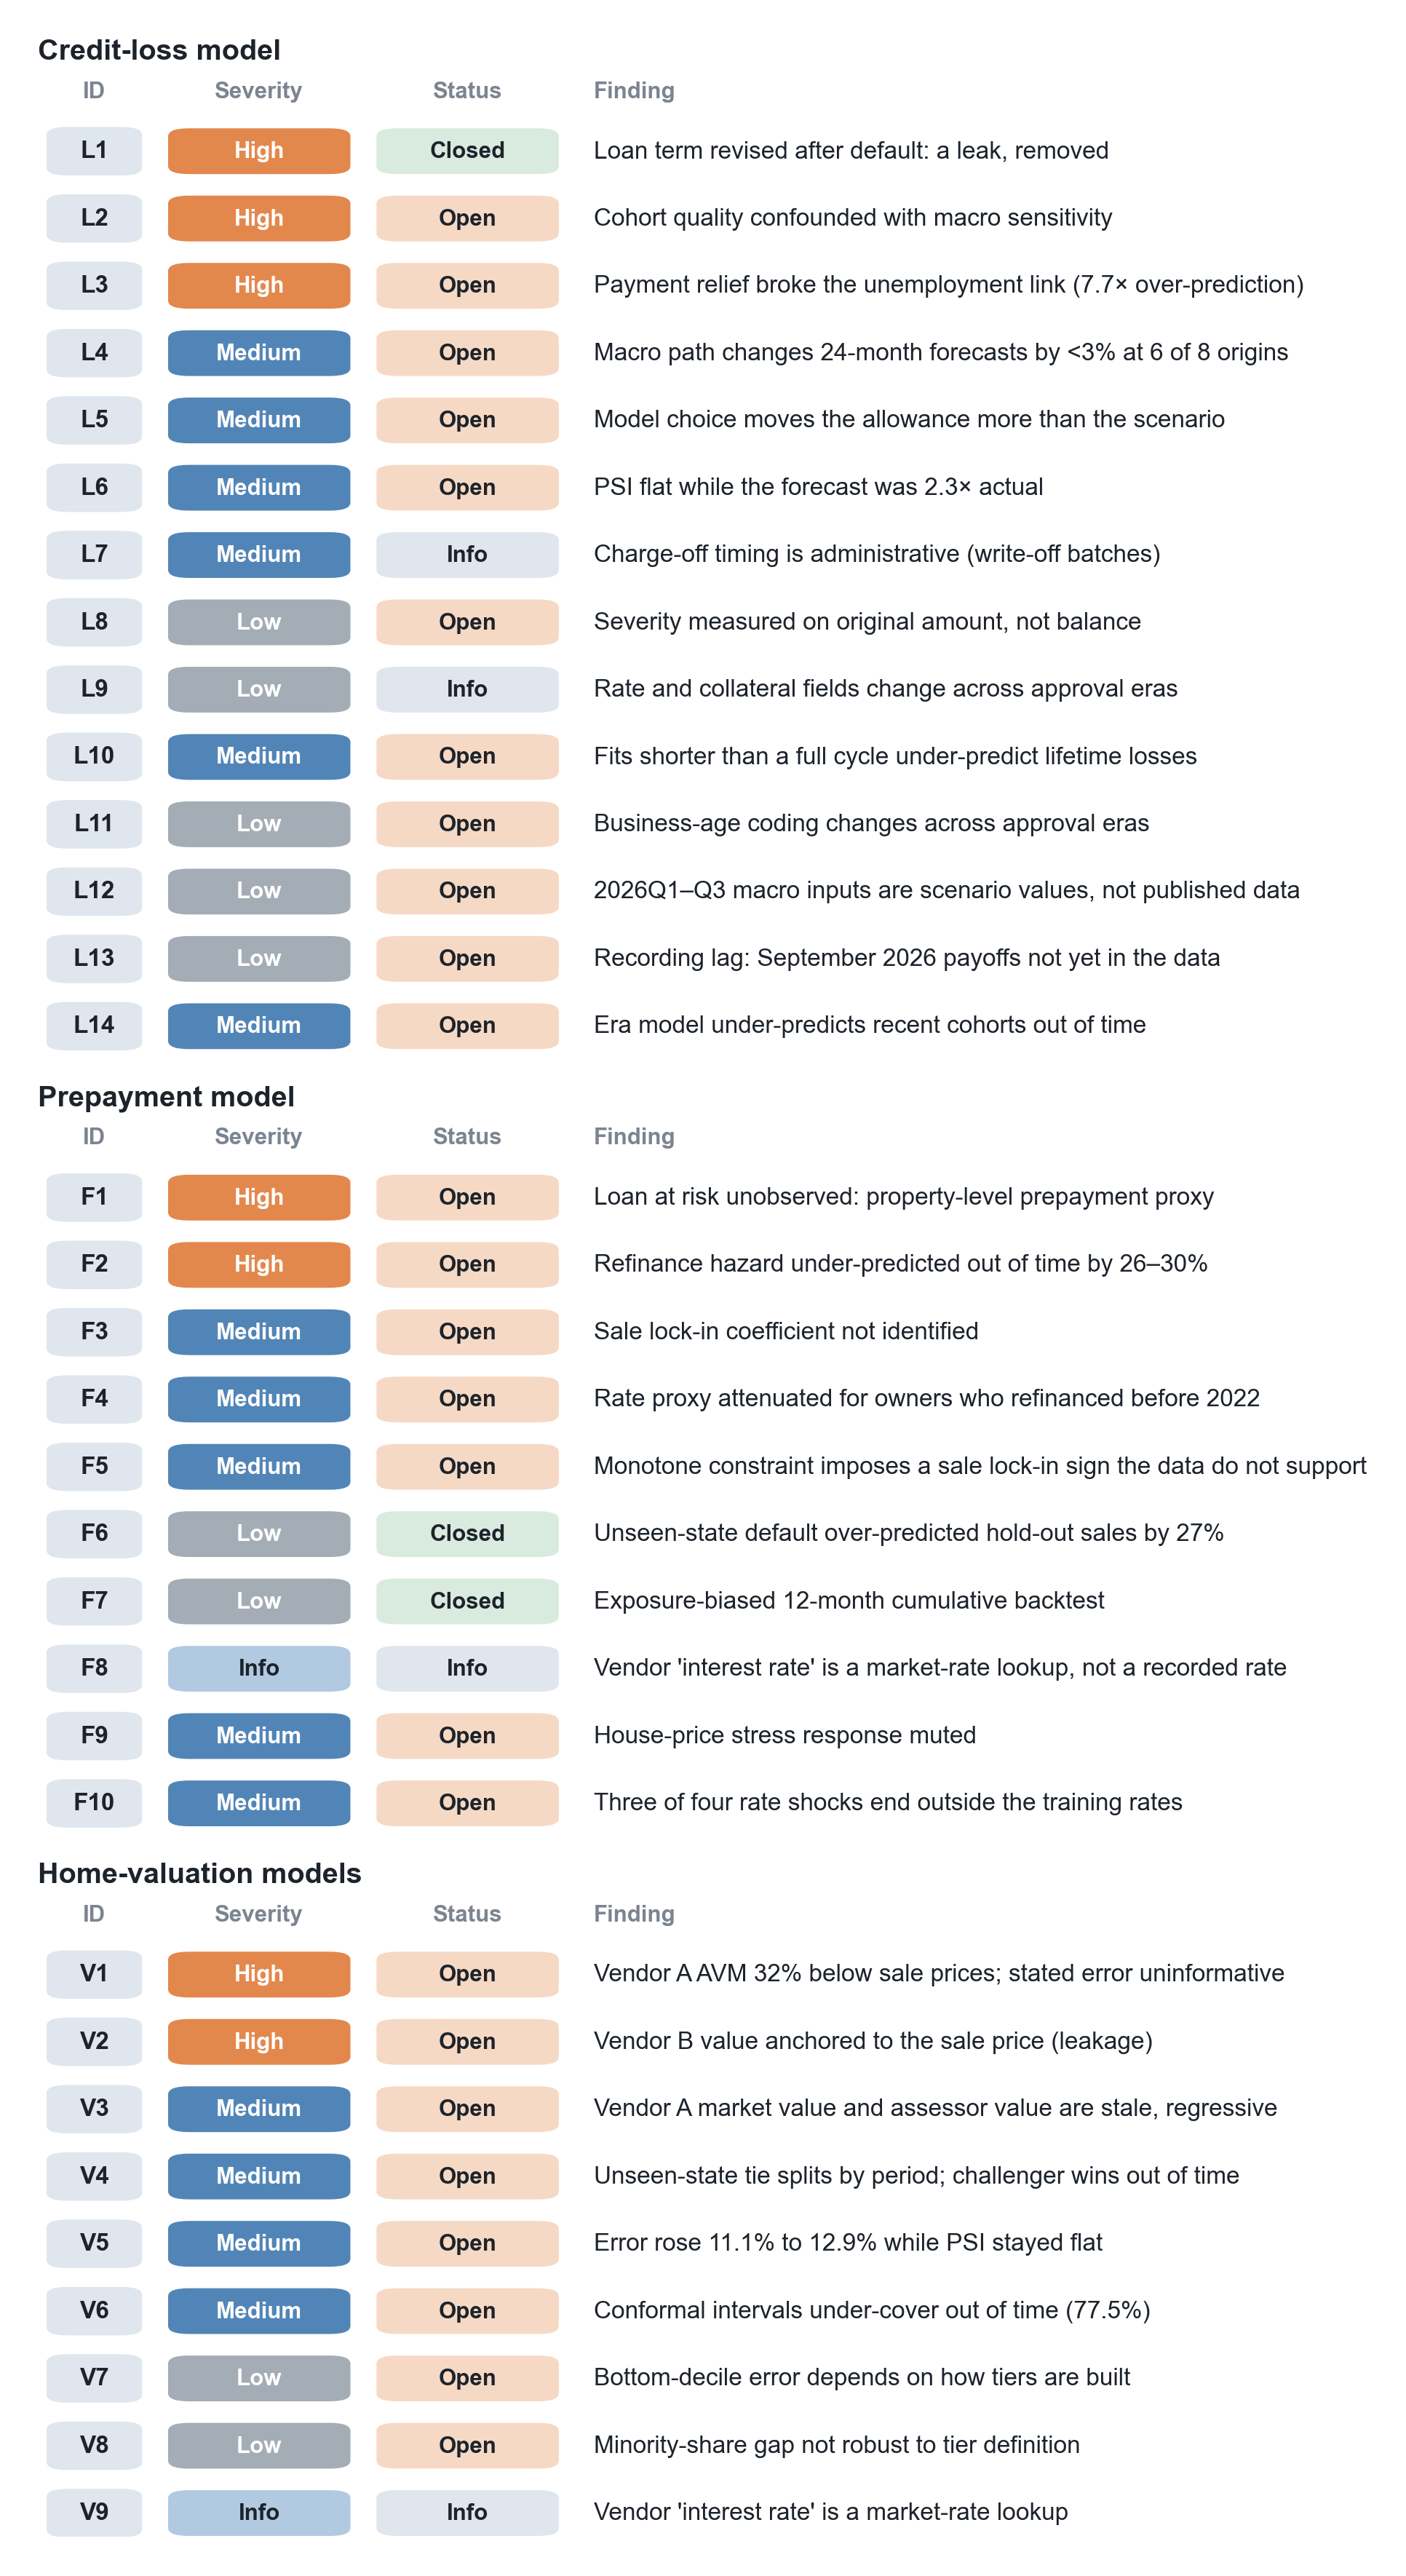 Credit-loss model
ID Severity Status Finding
L1 High Closed Loan term revised after default: a leak, removed
L2 High Open Cohort quality confounded with macro sensitivity
L3 High Open Payment relief broke the unemployment link (7.7× over-prediction)
L4 Medium Open Macro path changes 24-month forecasts by <3% at 6 of 8 origins
L5 Medium Open Model choice moves the allowance more than the scenario
L6 Medium Open PSI flat while the forecast was 2.3× actual
L7 Medium Info Charge-off timing is administrative (write-off batches)
L8 Low Open Severity measured on original amount, not balance
L9 Low Info Rate and collateral fields change across approval eras
L10 Medium Open Fits shorter than a full cycle under-predict lifetime losses
L11 Low Open Business-age coding changes across approval eras
L12 Low Open 2026Q1–Q3 macro inputs are scenario values, not published data
L13 Low Open Recording lag: September 2026 payoffs not yet in the data
L14 Medium Open Era model under-predicts recent cohorts out of time
Prepayment model
ID Severity Status Finding
F1 High Open Loan at risk unobserved: property-level prepayment proxy
F2 High Open Refinance hazard under-predicted out of time by 26–30%
F3 Medium Open Sale lock-in coefficient not identified
F4 Medium Open Rate proxy attenuated for owners who refinanced before 2022
F5 Medium Open Monotone constraint imposes a sale lock-in sign the data do not support
F6 Low Closed Unseen-state default over-predicted hold-out sales by 27%
F7 Low Closed Exposure-biased 12-month cumulative backtest
F8 Info Info Vendor 'interest rate' is a market-rate lookup, not a recorded rate
F9 Medium Open House-price stress response muted
F10 Medium Open Three of four rate shocks end outside the training rates
Home-valuation models
ID Severity Status Finding
V1 High Open Vendor A AVM 32% below sale prices; stated error uninformative
V2 High Open Vendor B value anchored to the sale price (leakage)
V3 Medium Open Vendor A market value and assessor value are stale, regressive
V4 Medium Open Unseen-state tie splits by period; challenger wins out of time
V5 Medium Open Error rose 11.1% to 12.9% while PSI stayed flat
V6 Medium Open Conformal intervals under-cover out of time (77.5%)
V7 Low Open Bottom-decile error depends on how tiers are built
V8 Low Open Minority-share gap not robust to tier definition
V9 Info Info Vendor 'interest rate' is a market-rate lookup